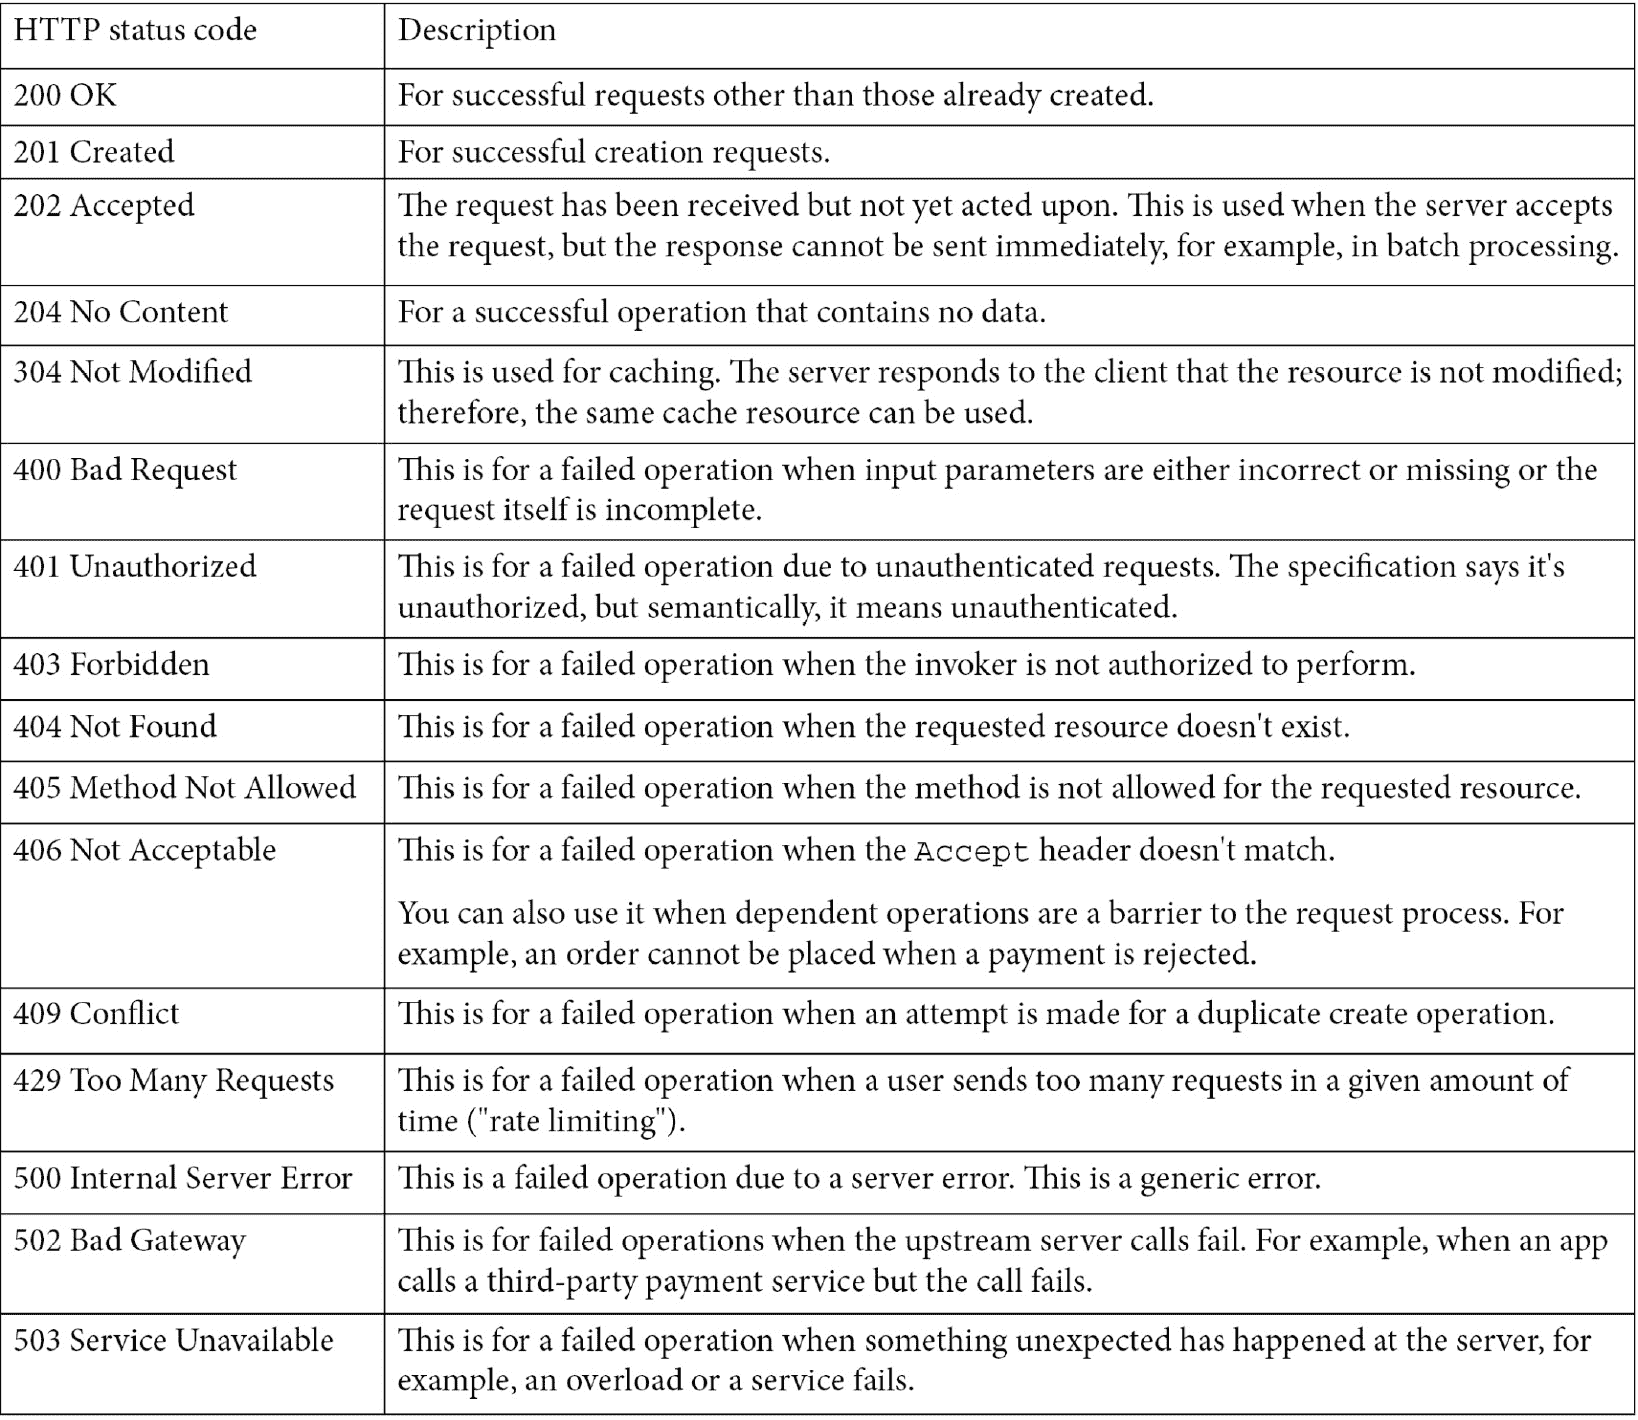 HTTP status code
Description
200 OK
For successful requests other than those already created.
201 Created
For successful creation requests.
202 Accepted
The request has been received but not yet acted upon. This is used when the server accepts
the request, but the response cannot be sent immediately, for example, in batch processing.
204 No Content
For a successful operation that contains no data.
304 Not Modified
This is used for caching. The server responds to the client that the resource is not modified;
therefore, the same cache resource can be used.
400 Bad Request
This is for a failed operation when input parameters are either incorrect or missing or the
request itself is incomplete.
401 Unauthorized
This is for a failed operation due to unauthenticated requests. The specification says it's
unauthorized, but semantically, it means unauthenticated.
403 Forbidden
This is for a failed operation when the invoker is not authorized to perform.
404 Not Found
This is for a failed operation when the requested resource doesn't exist.
405 Method Not Allowed
This is for a failed operation when the method is not allowed for the requested resource.
406 Not Acceptable
This is for a failed operation when the Accept header doesn't match.
You can also use it when dependent operations are a barrier to the request process. For
example, an order cannot be placed when a payment is rejected.
409 Conflict
This is for a failed operation when an attempt is made for a duplicate create operation.
429 Too Many Requests
This is for a failed operation when a user sends too many requests in a given amount of
time ("rate limiting").
500 Internal Server Error
This is a failed operation due to a server error. This is a generic error.
502 Bad Gateway
This is for failed operations when the upstream server calls fail. For example, when an app
calls a third-party payment service but the call fails.
503 Service Unavailable
This is for a failed operation when something unexpected has happened at the server, for
example, an overload or a service fails.